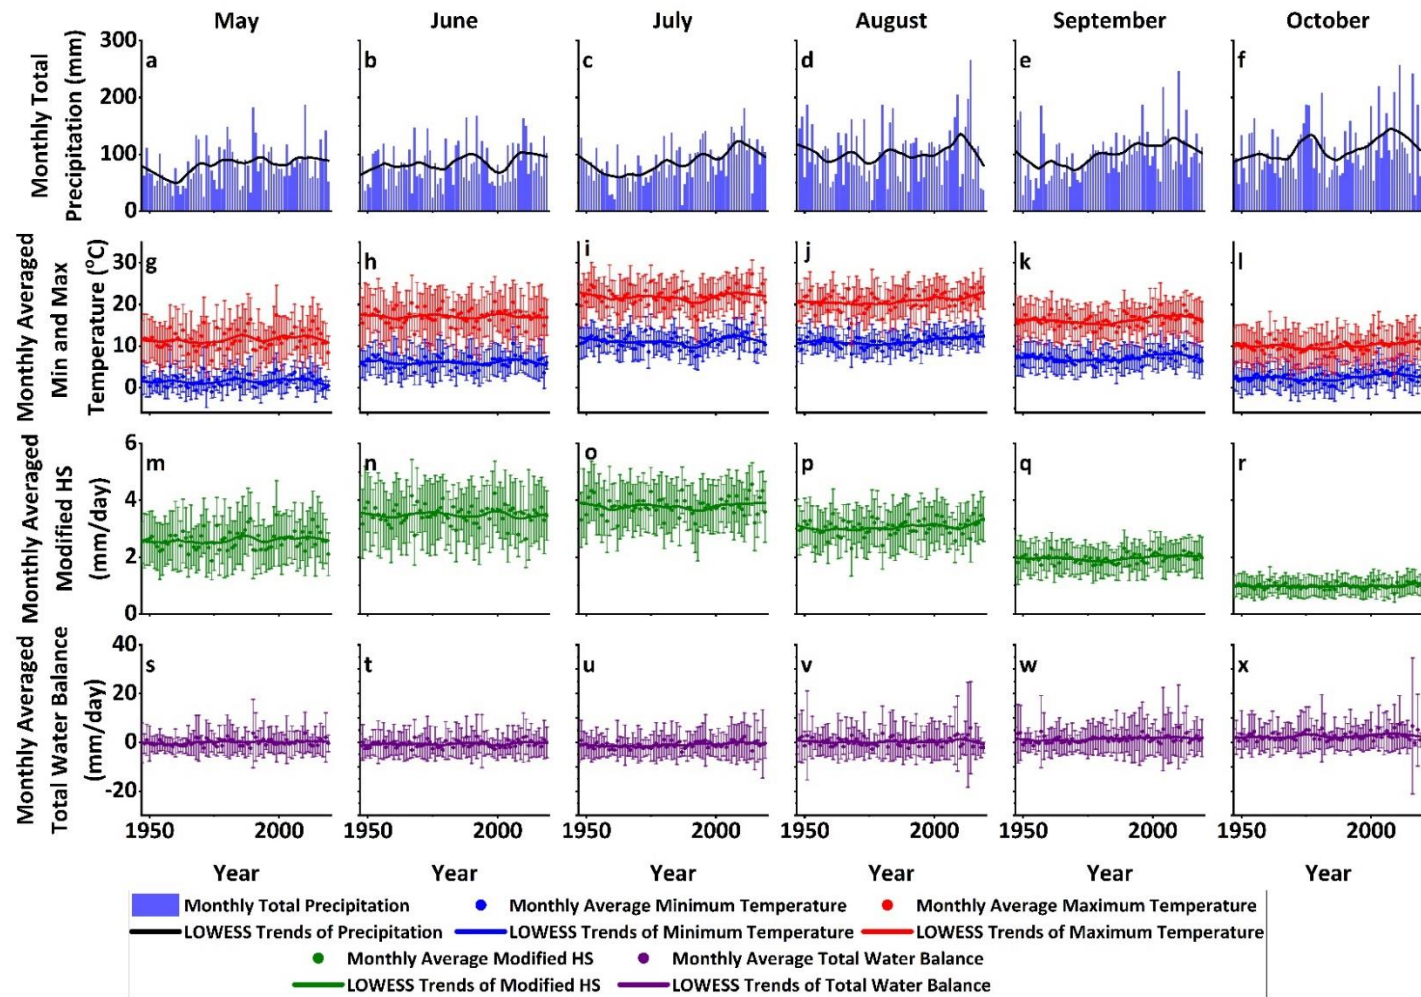 May June July August September October
Monthly Total
Precipitation (mm)
300
200
100
0
a b c d e f
Monthly Averaged
Min and Max
Temperature (°C)
30
20
10
0
g h i j k l
Monthly Averaged
Modified HS
(mm/day)
6
4
2
0
m n o p q r
Monthly Averaged
Total Water Balance
(mm/day)
40
20
0
-20
s t u v w x
1950 2000 1950 2000 1950 2000 1950 2000 1950 2000 1950 2000
Year Year Year Year Year Year
Monthly Total Precipitation Monthly Average Minimum Temperature Monthly Average Maximum Temperature
LOWESS Trends of Precipitation LOWESS Trends of Minimum Temperature LOWESS Trends of Maximum Temperature
Monthly Average Modified HS Monthly Average Total Water Balance
LOWESS Trends of Modified HS LOWESS Trends of Total Water Balance